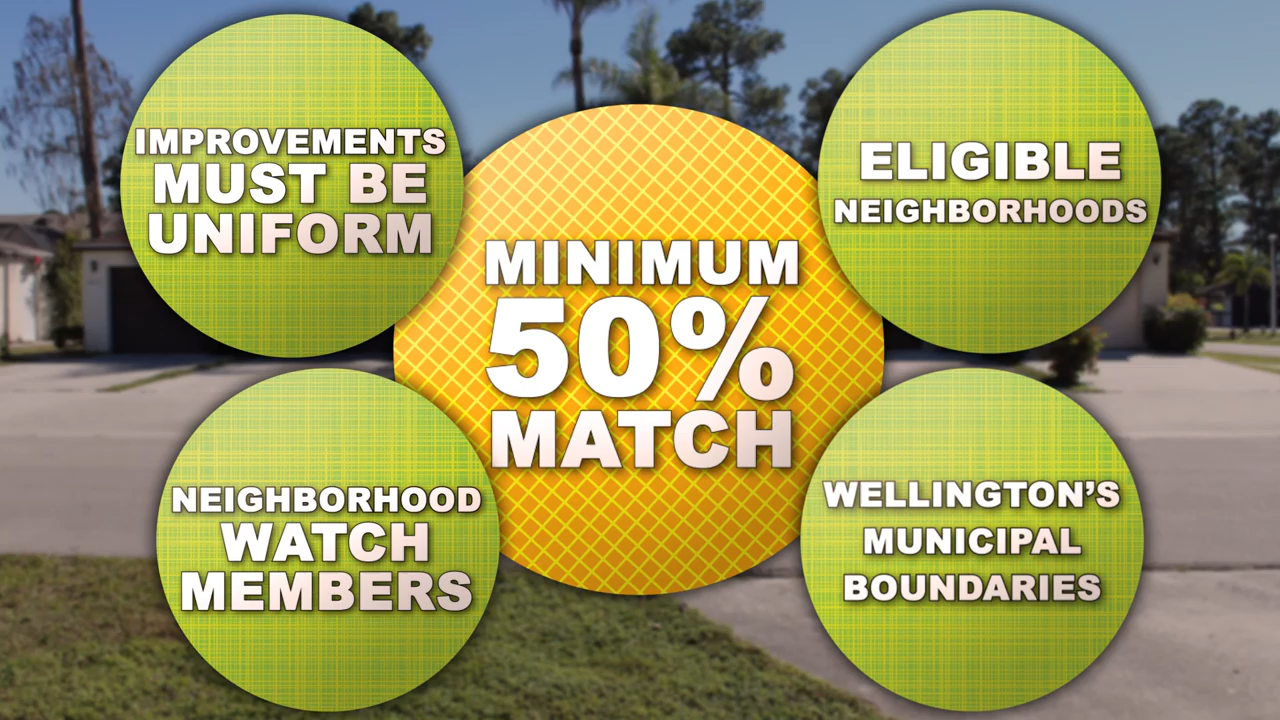 IMPROVEMENTS
MUST BE
UNIFORM
ELIGIBLE
NEIGHBORHOODS
MINIMUM
50%
MATCH
NEIGHBORHOOD
WATCH
MEMBERS
WELLINGTON'S
MUNICIPAL
BOUNDARIES